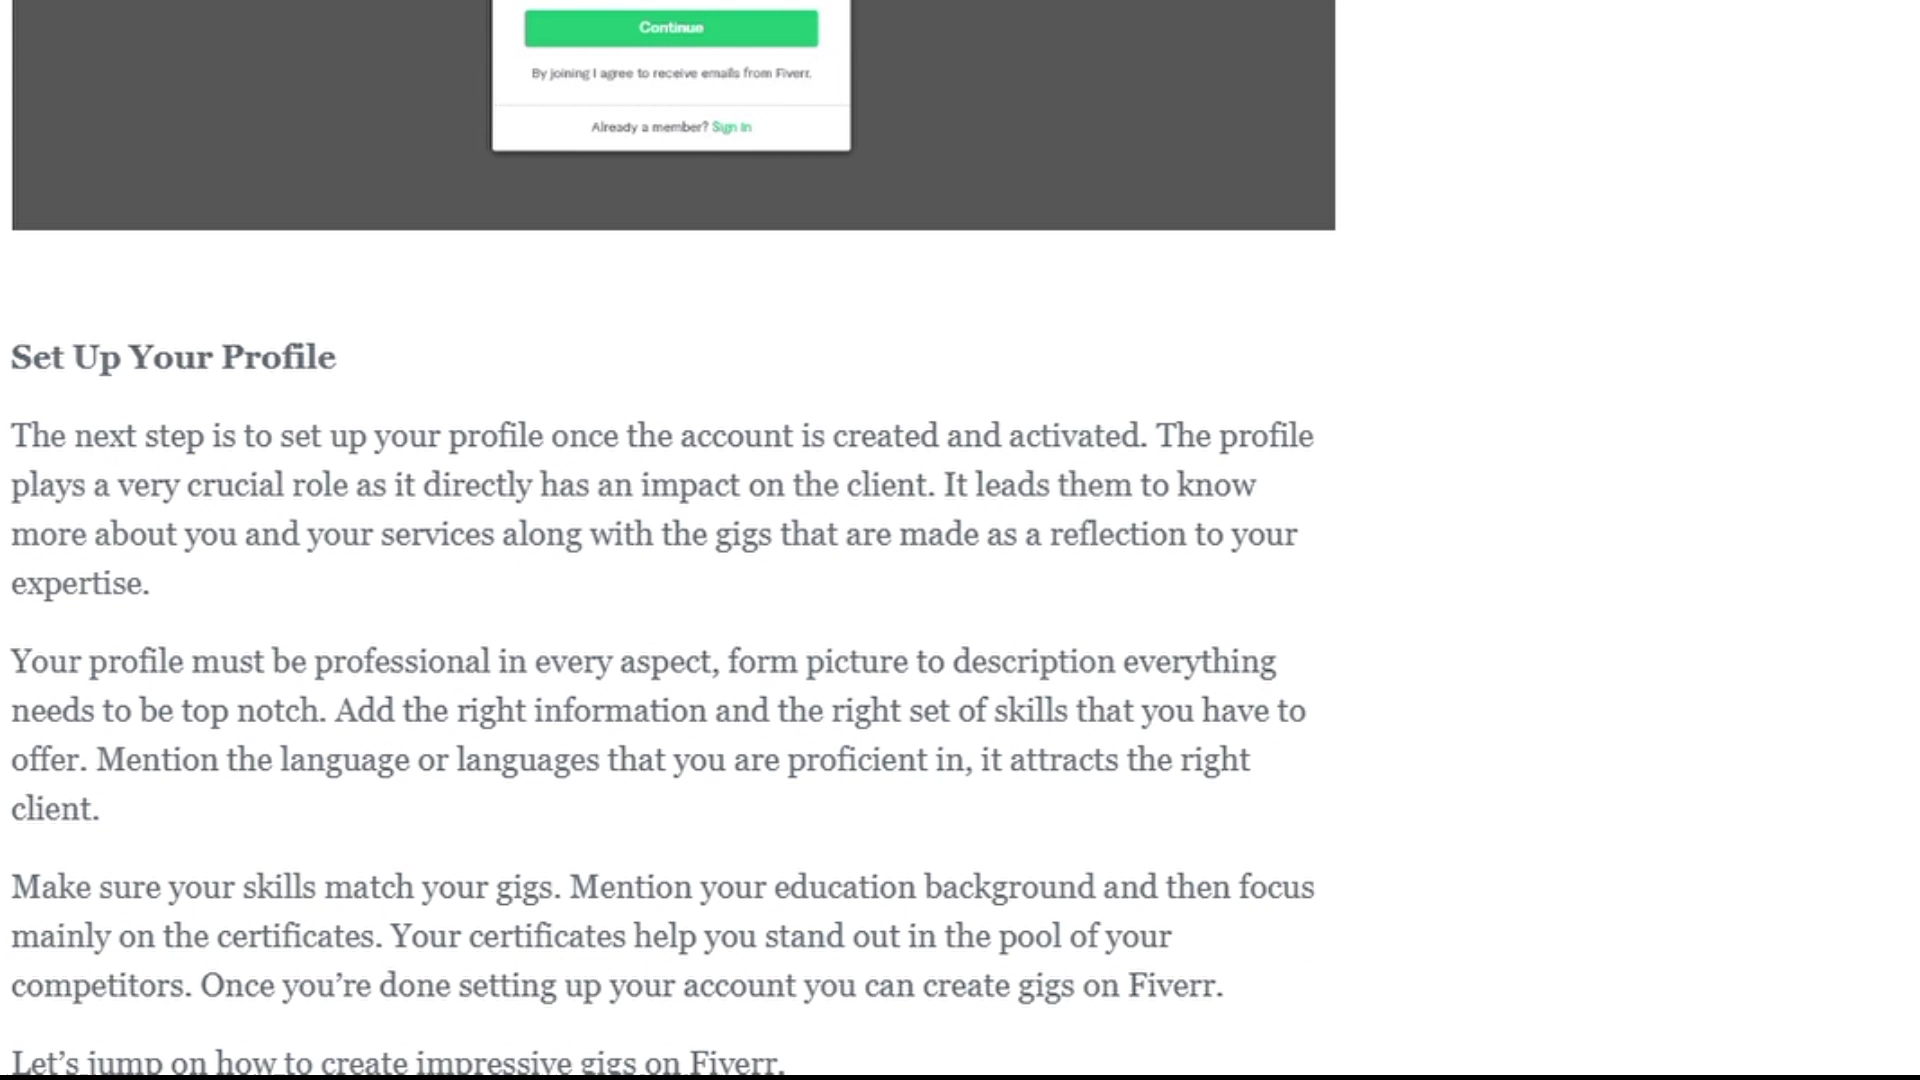 Continue
By joining I agree to receive emails from Fiverr.
Already a member? Sign In
Set Up Your Profile
The next step is to set up your profile once the account is created and activated. The profile
plays a very crucial role as it directly has an impact on the client. It leads them to know
more about you and your services along with the gigs that are made as a reflection to your
expertise.
Your profile must be professional in every aspect, form picture to description everything
needs to be top notch. Add the right information and the right set of skills that you have to
offer. Mention the language or languages that you are proficient in, it attracts the right
client.
Make sure your skills match your gigs. Mention your education background and then focus
mainly on the certificates. Your certificates help you stand out in the pool of your
competitors. Once you’re done setting up your account you can create gigs on Fiverr.
Let’s jump on how to create impressive gigs on Fiverr.